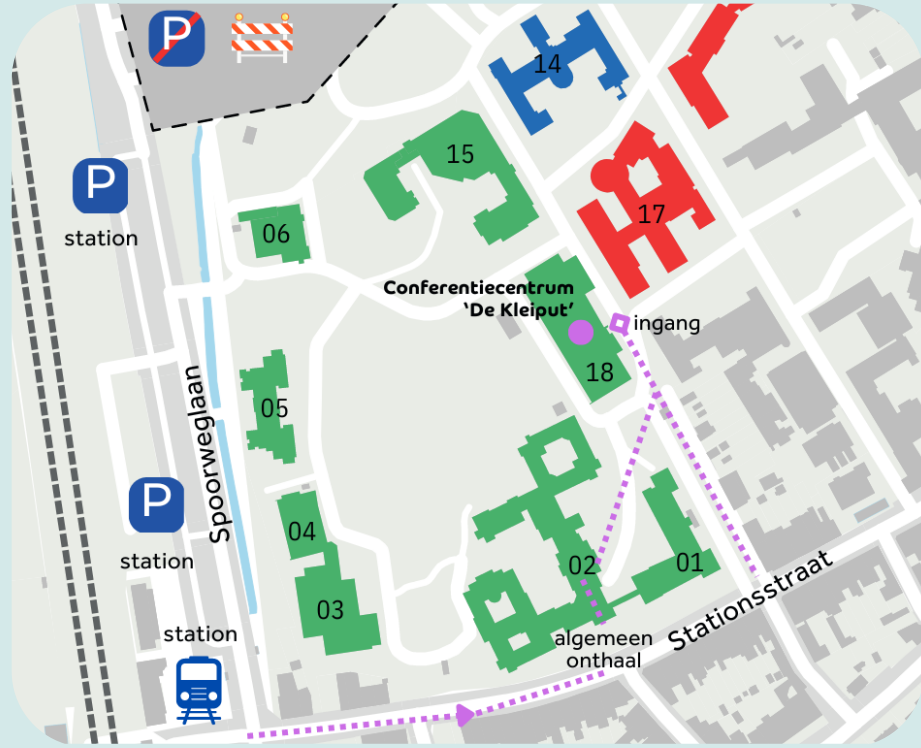 P
14
15
P
station
17
06
Conferentiecentrum
'De Kleiput'
ingang
18
05
Spoorweglaan
P
04
station
02
01
03
Stationsstraat
station
algemeen
onthaal